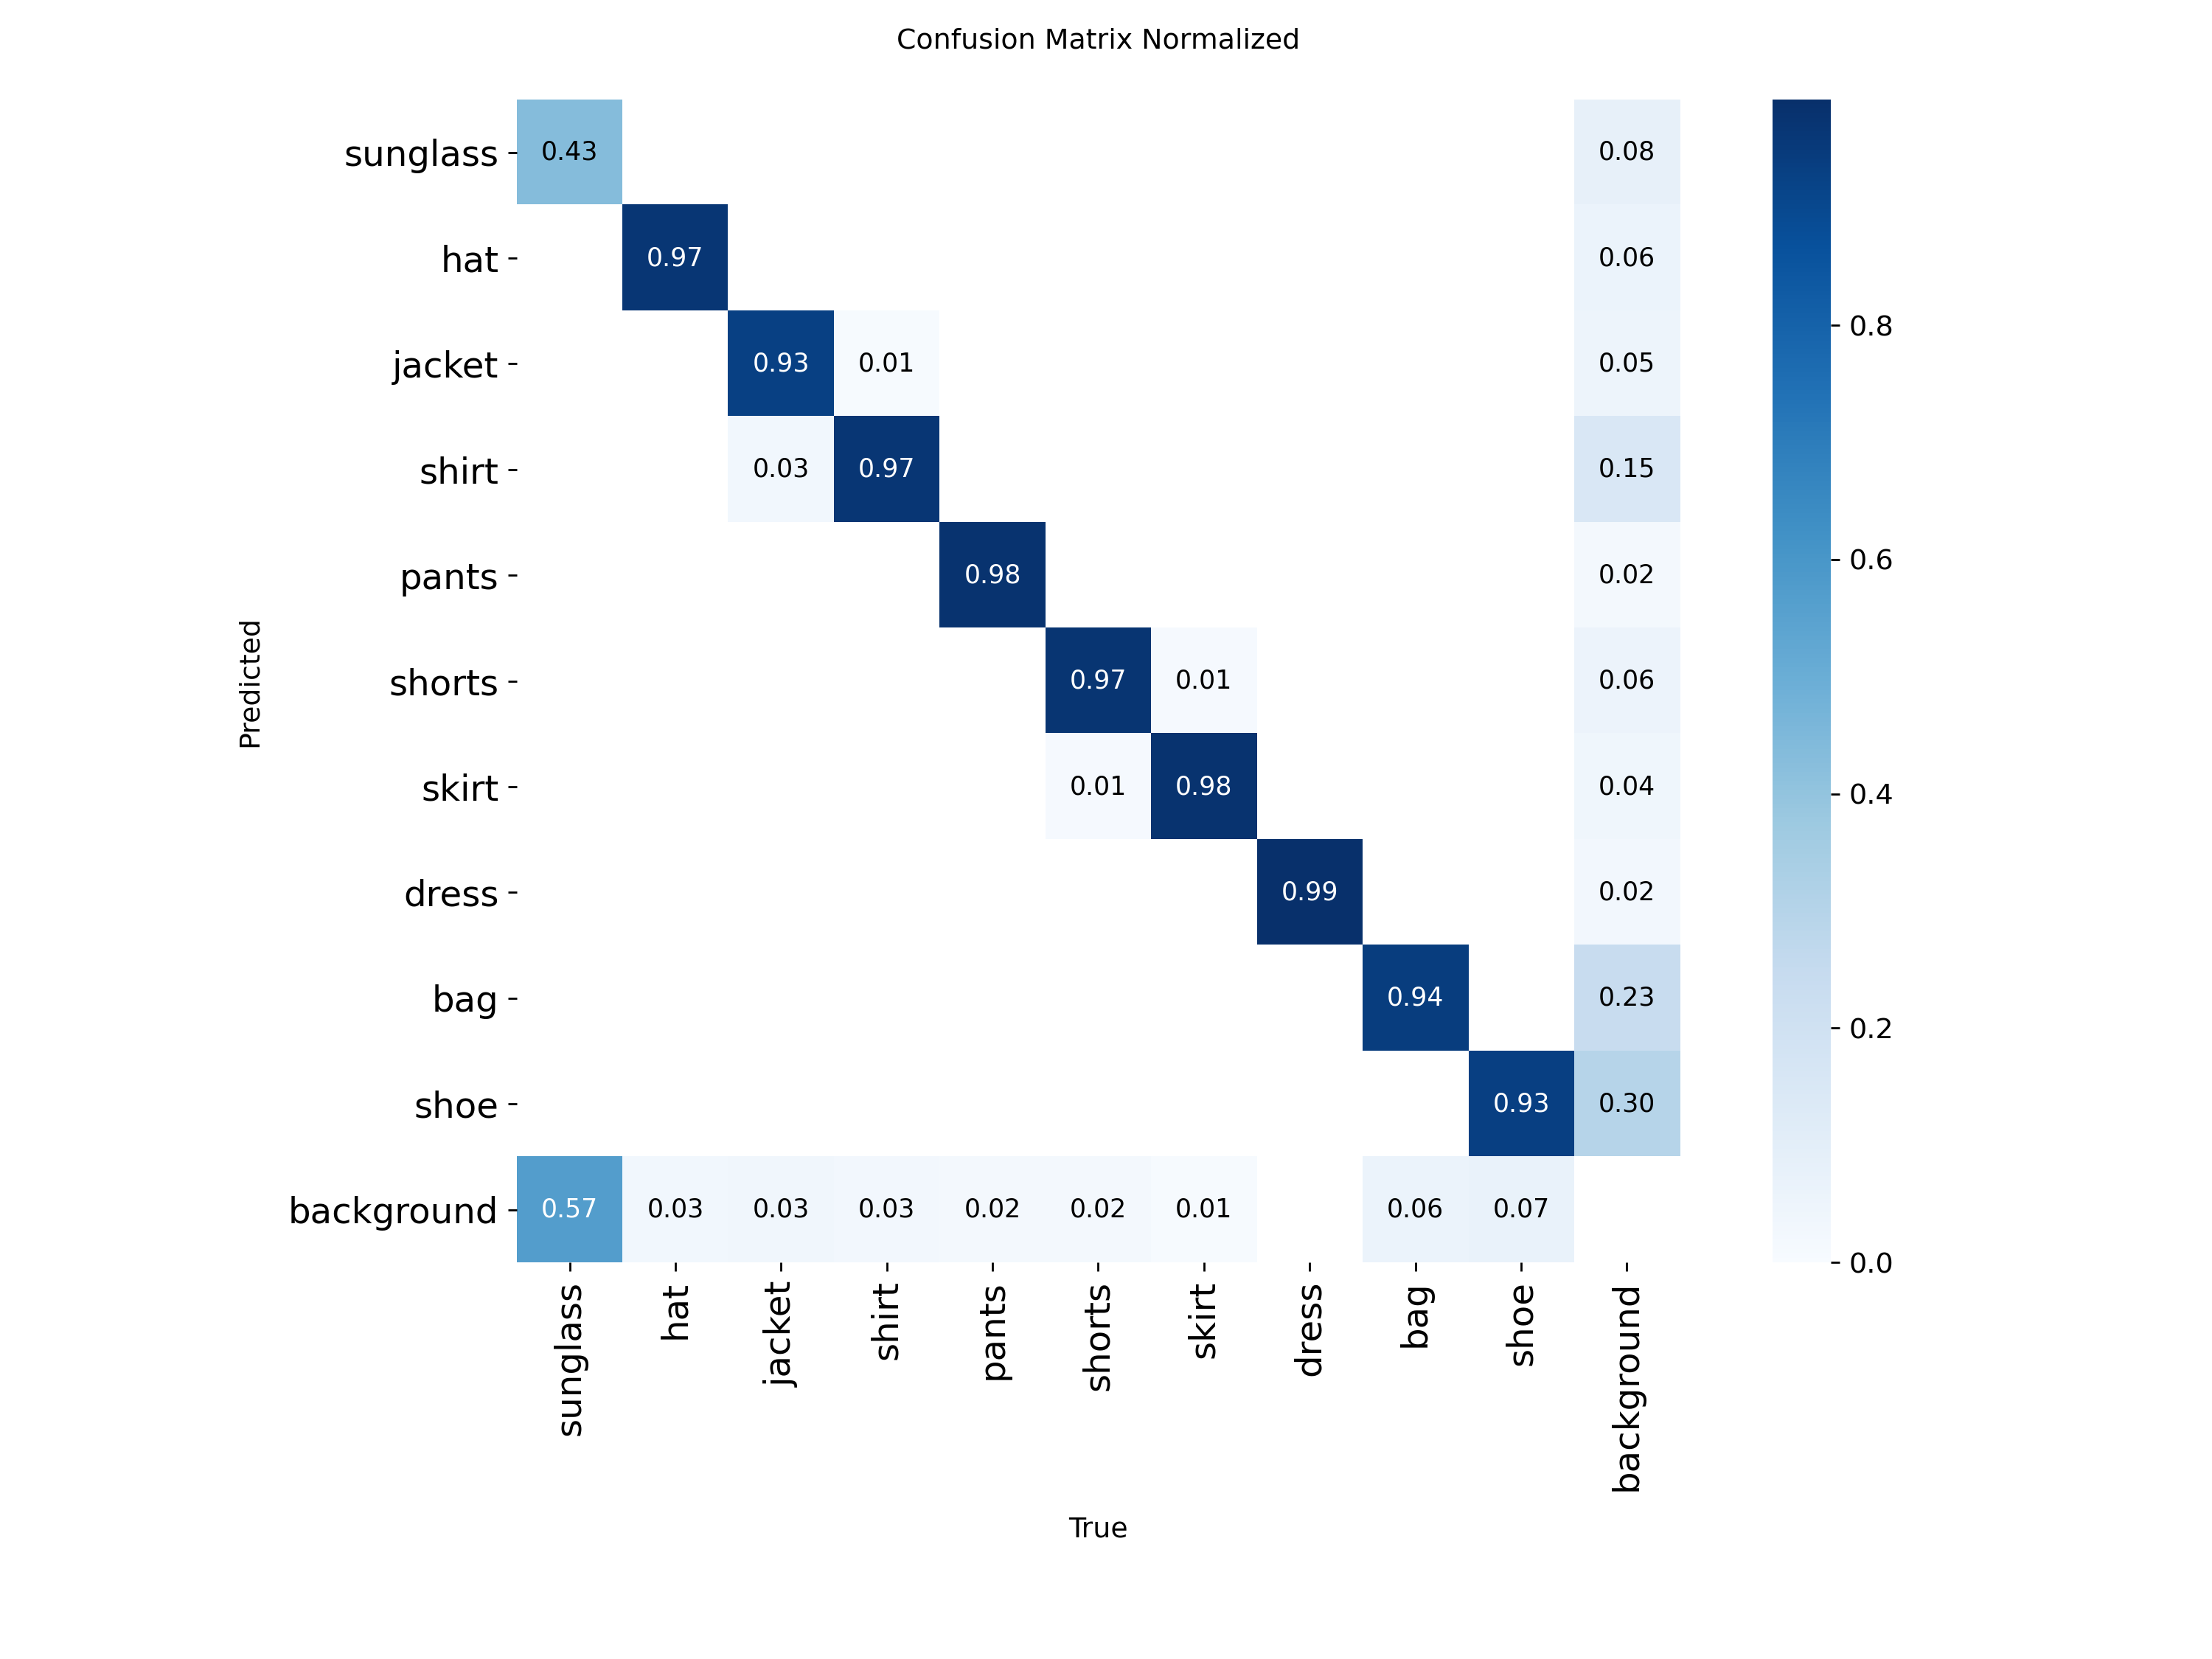 Confusion Matrix Normalized
sunglass 0.43 0.08
hat 0.97 0.06
jacket 0.93 0.01 0.05
shirt 0.03 0.97 0.15
pants 0.98 0.02
shorts 0.97 0.01 0.06
skirt 0.01 0.98 0.04
dress 0.99 0.02
bag 0.94 0.23
shoe 0.93 0.30
background 0.57 0.03 0.03 0.03 0.02 0.02 0.01 0.06 0.07
Predicted
sunglass hat jacket shirt pants shorts skirt dress bag shoe background
True
0.8
0.6
0.4
0.2
0.0